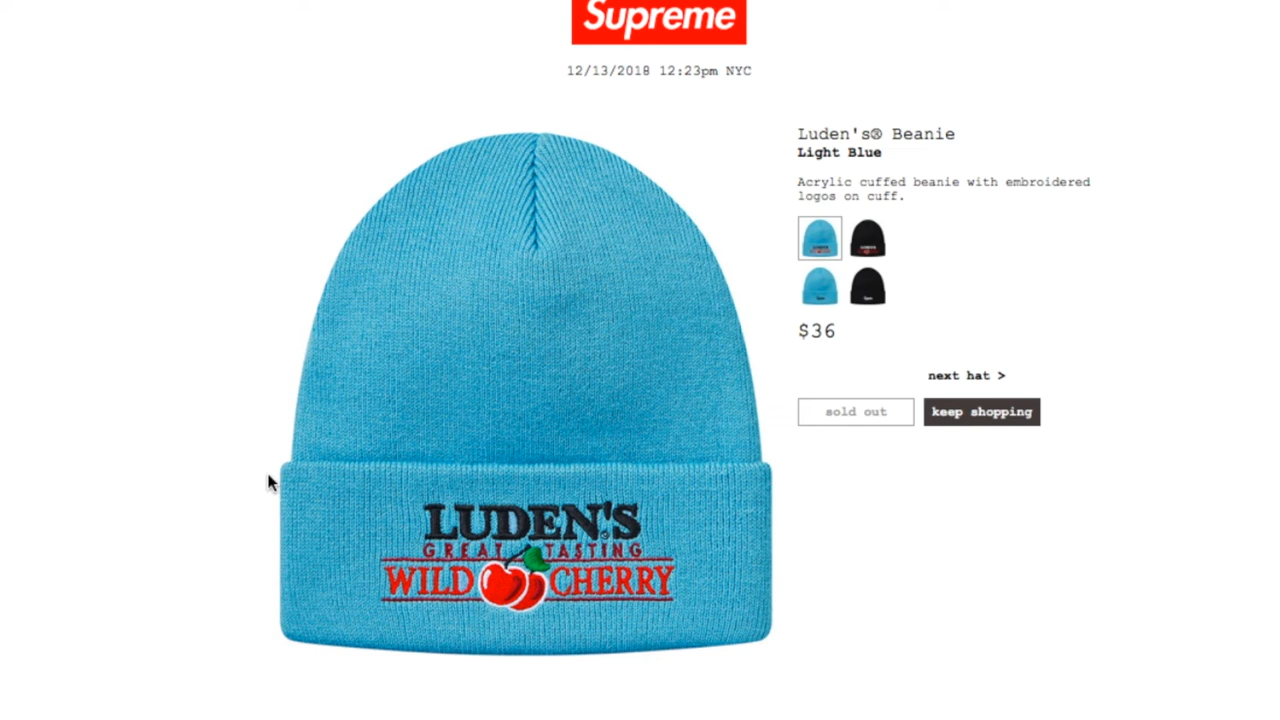 Supreme
12/13/2018 12:23pm NYC
Luden's® Beanie
Light Blue
Acrylic cuffed beanie with embroidered
logos on cuff.
$36
next hat >
sold out
keep shopping
LUDEN'S
GREAT TASTING
WILD CHERRY